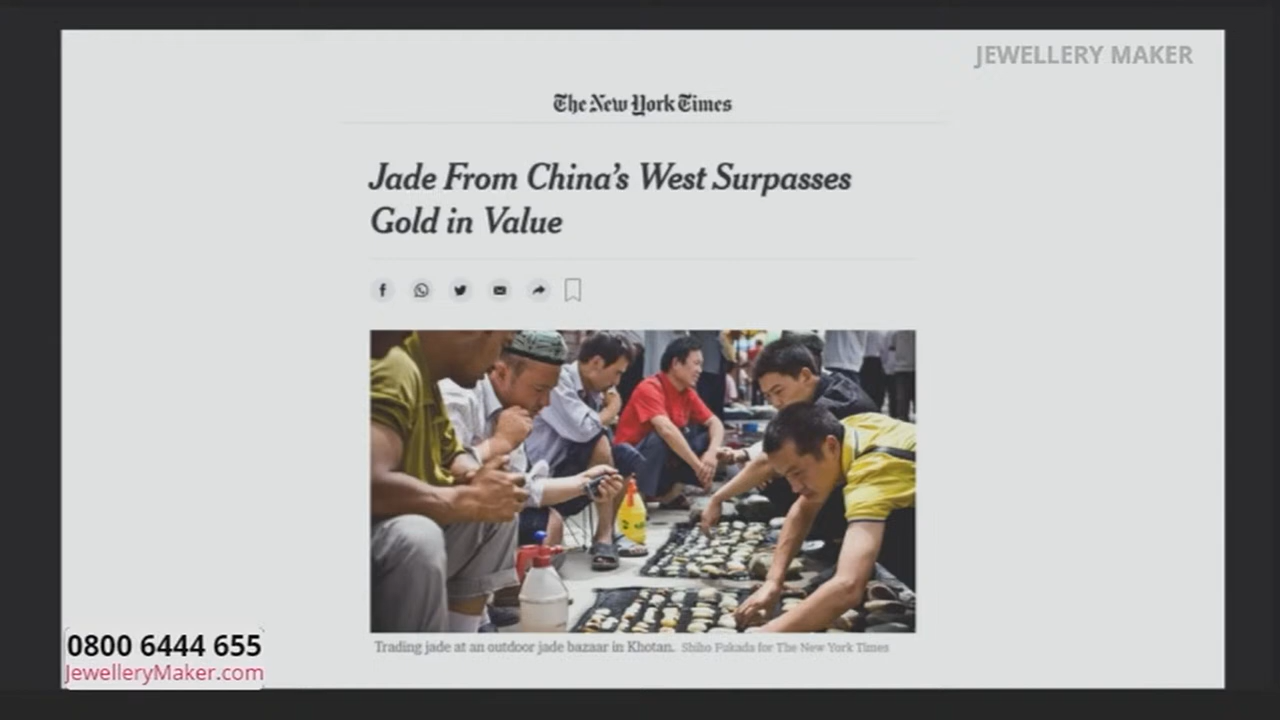 JEWELLERY MAKER
The New York Times
Jade From China's West Surpasses
Gold in Value
Trading jade at an outdoor jade bazaar in Khotan. Shiho Fukada for The New York Times
0800 6444 655
JewelleryMaker.com